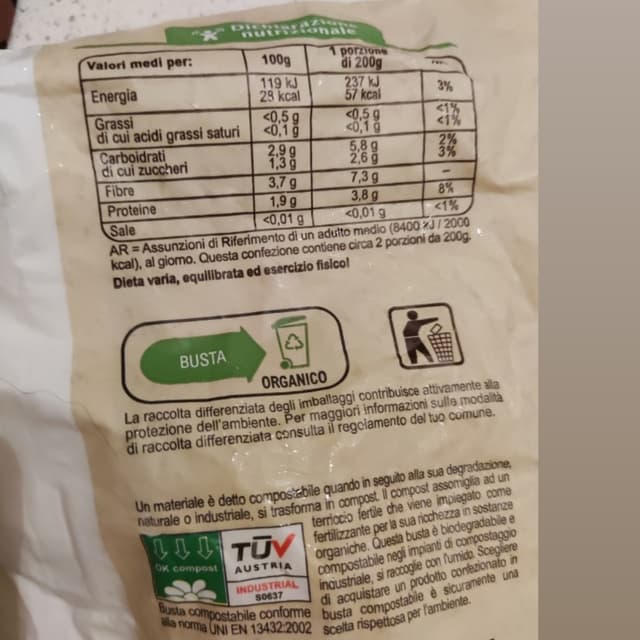 Dichiarazione
nutrizionale
Valori medi per: 100g 1 porzione di 200g
Energia 119 kJ 237 kJ 3%
28 kcal 57 kcal
Grassi <0,5 g <0,5 g <1%
di cui acidi grassi saturi <0,1 g <0,1 g <1%
Carboidrati 2,9 g 5,8 g 2%
di cui zuccheri 1,3 g 2,6 g 3%
Fibre 3,7 g 7,3 g –
Proteine 1,9 g 3,8 g 8%
Sale <0,01 g <0,01 g <1%
AR = Assunzioni di Riferimento di un adulto medio (8400 kJ / 2000
kcal), al giorno. Questa confezione contiene circa 2 porzioni da 200g.
Dieta varia, equilibrata ed esercizio fisico!
BUSTA
ORGANICO
La raccolta differenziata degli imballaggi contribuisce attivamente alla
protezione dell'ambiente. Per maggiori informazioni sulle modalità
di raccolta differenziata consulta il regolamento del tuo comune.
Un materiale è detto compostabile quando in seguito alla sua degradazione,
naturale o industriale, si trasforma in compost. Il compost assomiglia ad un
terriccio fertile che viene impiegato come
fertilizzante per la sua ricchezza in sostanze
organiche. Questa busta è biodegradabile e
compostabile negli impianti di compostaggio
industriale, si raccoglie con l'umido. Scegliere
di acquistare un prodotto confezionato in
busta compostabile è sicuramente una
scelta rispettosa per l'ambiente.
OK compost
TÜV
AUSTRIA
INDUSTRIAL
S0637
Busta compostabile conforme
alla norma UNI EN 13432:2002